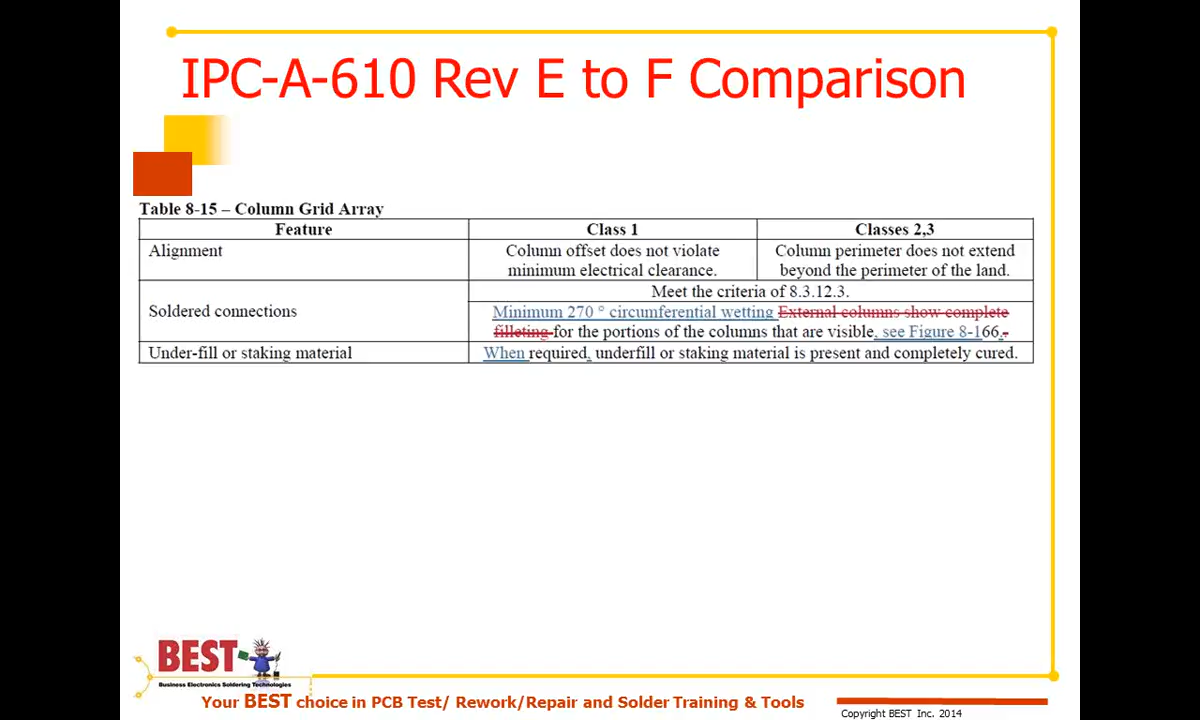 IPC-A-610 Rev E to F Comparison
Table 8-15 – Column Grid Array
Feature Class 1 Classes 2,3
Alignment Column offset does not violate minimum electrical clearance. Column perimeter does not extend beyond the perimeter of the land.
Meet the criteria of 8.3.12.3.
Soldered connections
Minimum 270 ° circumferential wetting External columns show complete
filleting for the portions of the columns that are visible, see Figure 8-166.
Under-fill or staking material When required, underfill or staking material is present and completely cured.
BEST
Business Electronics Soldering Technologies
Your BEST choice in PCB Test/ Rework/Repair and Solder Training & Tools
Copyright BEST Inc. 2014